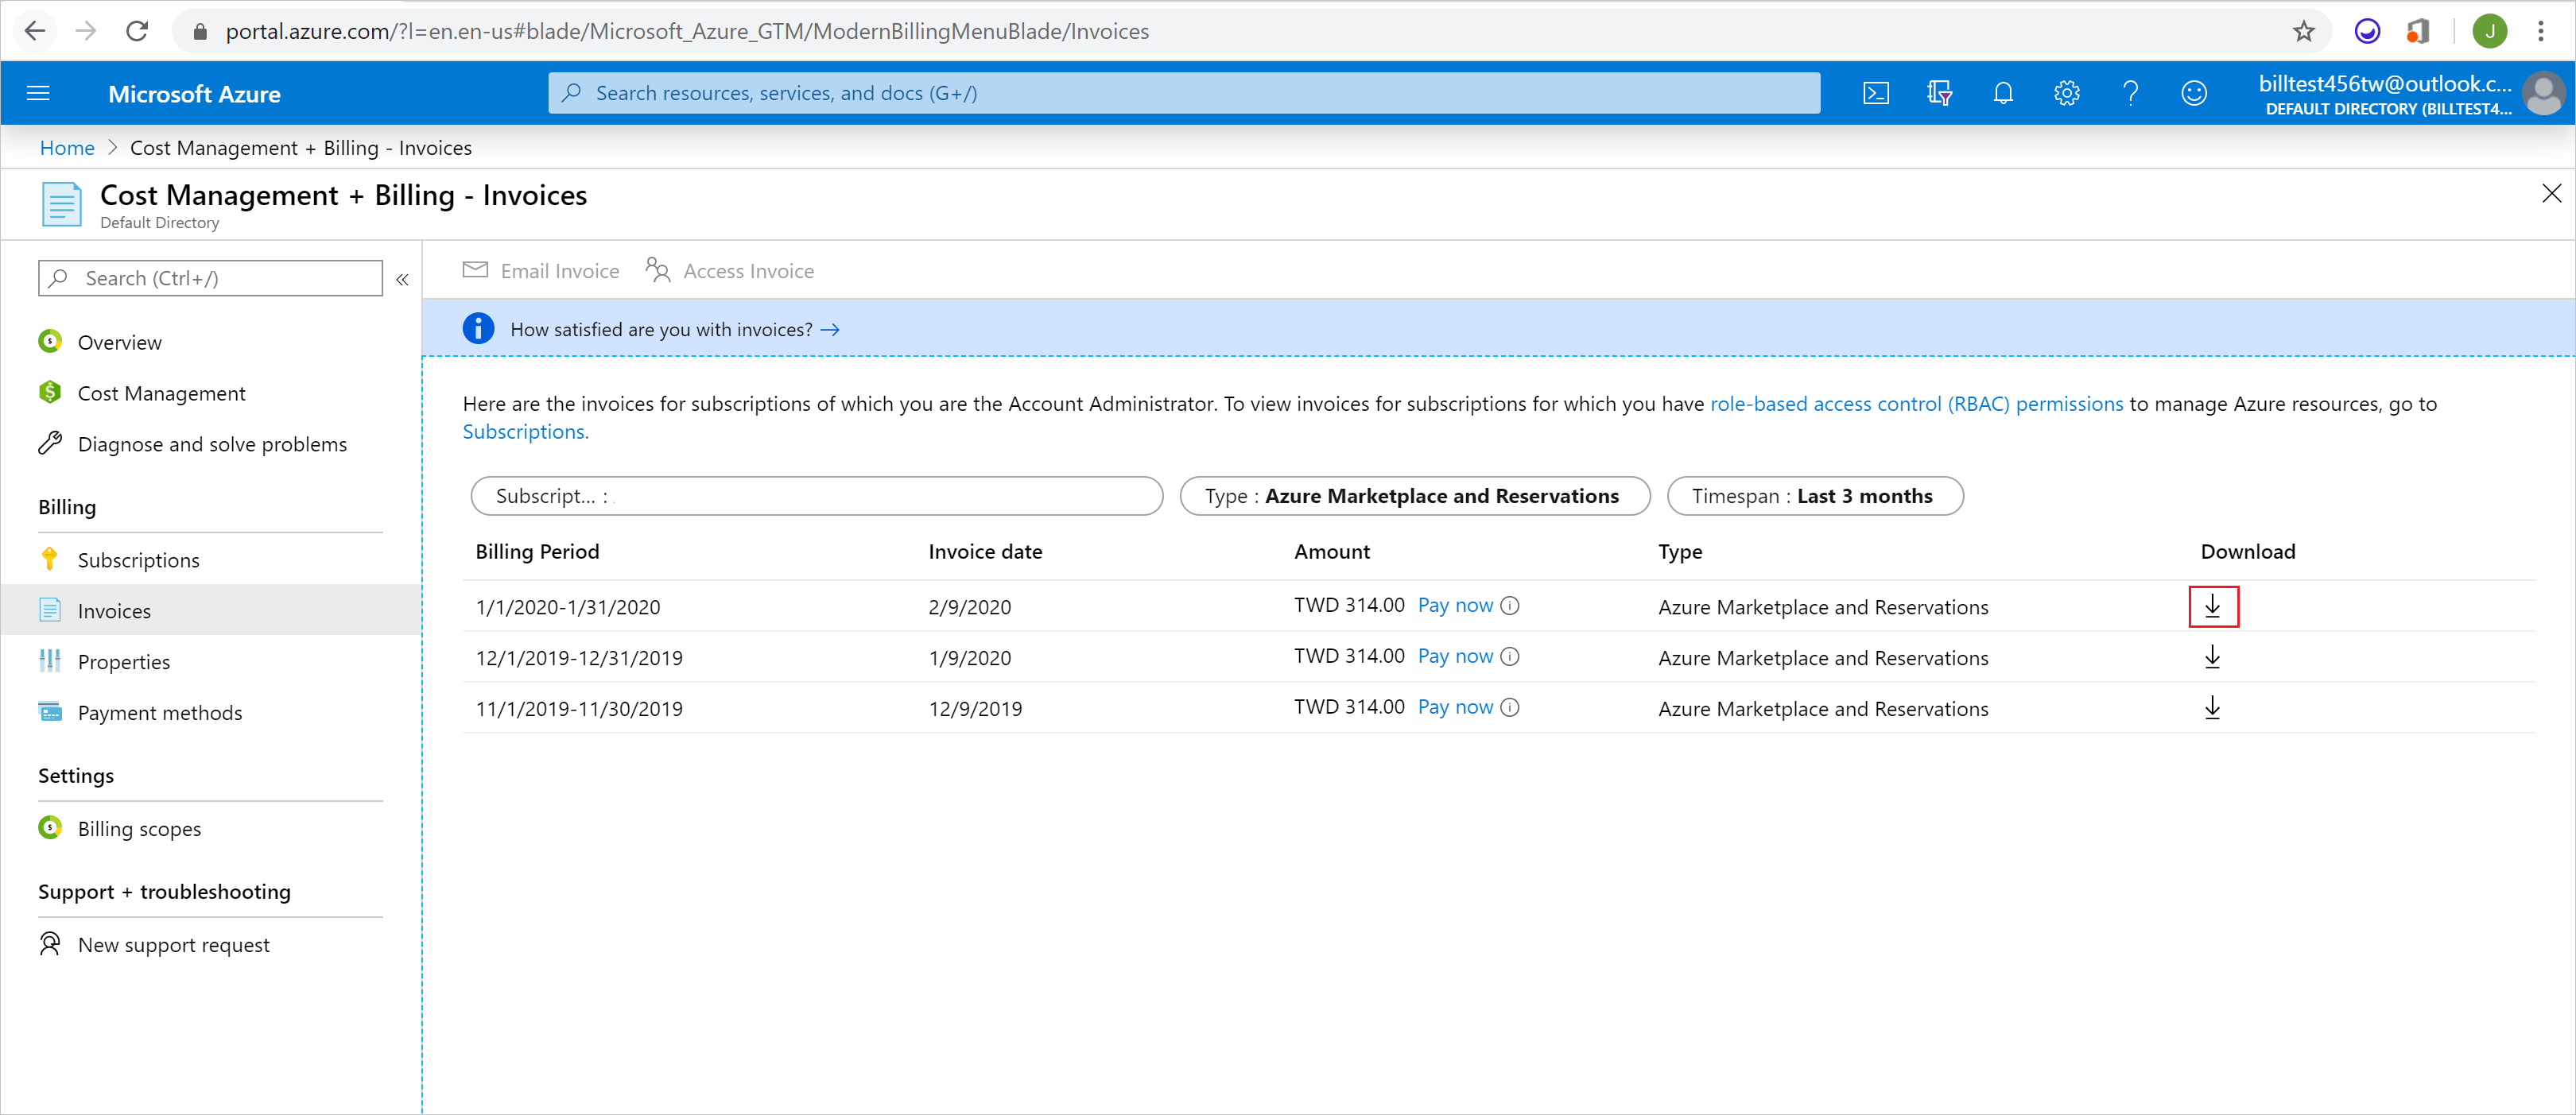 portal.azure.com/?l=en.en-us#blade/Microsoft_Azure_GTM/ModernBillingMenuBlade/Invoices
J
Microsoft Azure
Search resources, services, and docs (G+/)
billtest456tw@outlook.c...
DEFAULT DIRECTORY (BILLTEST4...
Home > Cost Management + Billing - Invoices
Cost Management + Billing - Invoices
Default Directory
Search (Ctrl+/)
«
Overview
Cost Management
Diagnose and solve problems
Billing
Subscriptions
Invoices
Properties
Payment methods
Settings
Billing scopes
Support + troubleshooting
New support request
Email Invoice Access Invoice
How satisfied are you with invoices? →
Here are the invoices for subscriptions of which you are the Account Administrator. To view invoices for subscriptions for which you have role-based access control (RBAC) permissions to manage Azure resources, go to
Subscriptions.
Subscript... : Type : Azure Marketplace and Reservations Timespan : Last 3 months
Billing Period Invoice date Amount Type Download
1/1/2020-1/31/2020 2/9/2020 TWD 314.00 Pay now Azure Marketplace and Reservations
12/1/2019-12/31/2019 1/9/2020 TWD 314.00 Pay now Azure Marketplace and Reservations
11/1/2019-11/30/2019 12/9/2019 TWD 314.00 Pay now Azure Marketplace and Reservations